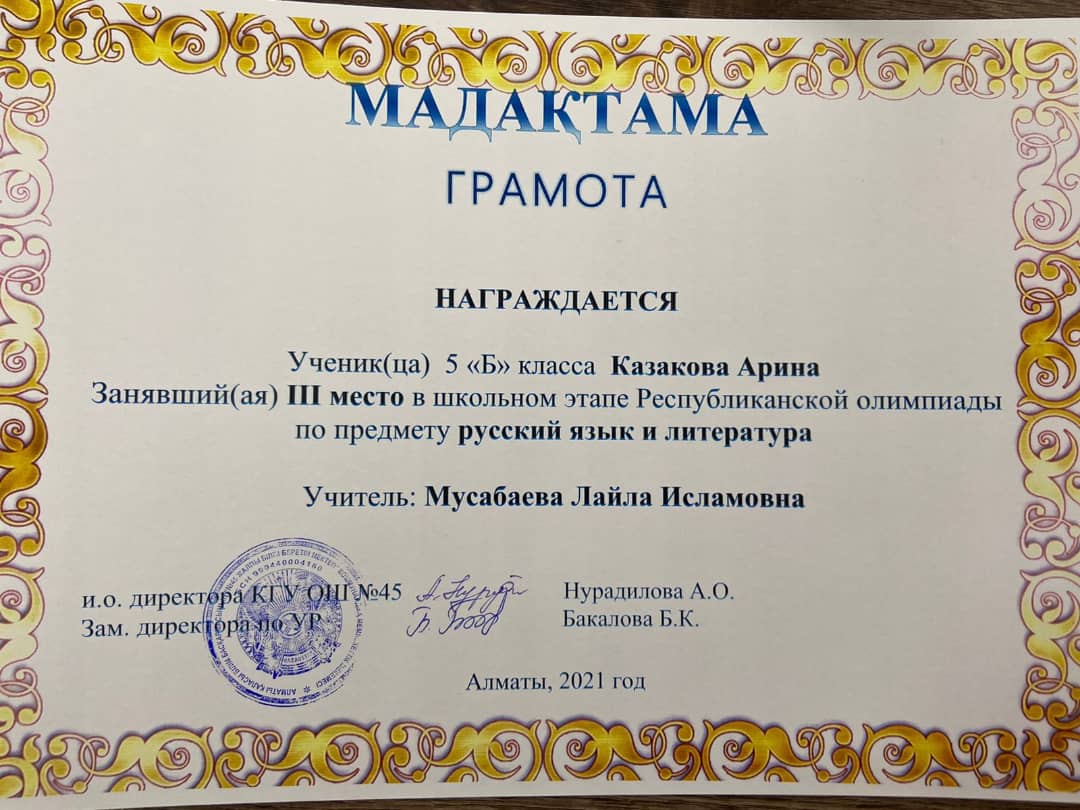 МАДАҚТАМА
ГРАМОТА
НАГРАЖДАЕТСЯ
Ученик(ца) 5 «Б» класса Казакова Арина
Занявший(ая) III место в школьном этапе Республиканской олимпиады
по предмету русский язык и литература
Учитель: Мусабаева Лайла Исламовна
и.о. директора КГУ ОШ №45 Нурадилова А.О.
Зам. директора по УР Бакалова Б.К.
Алматы, 2021 год